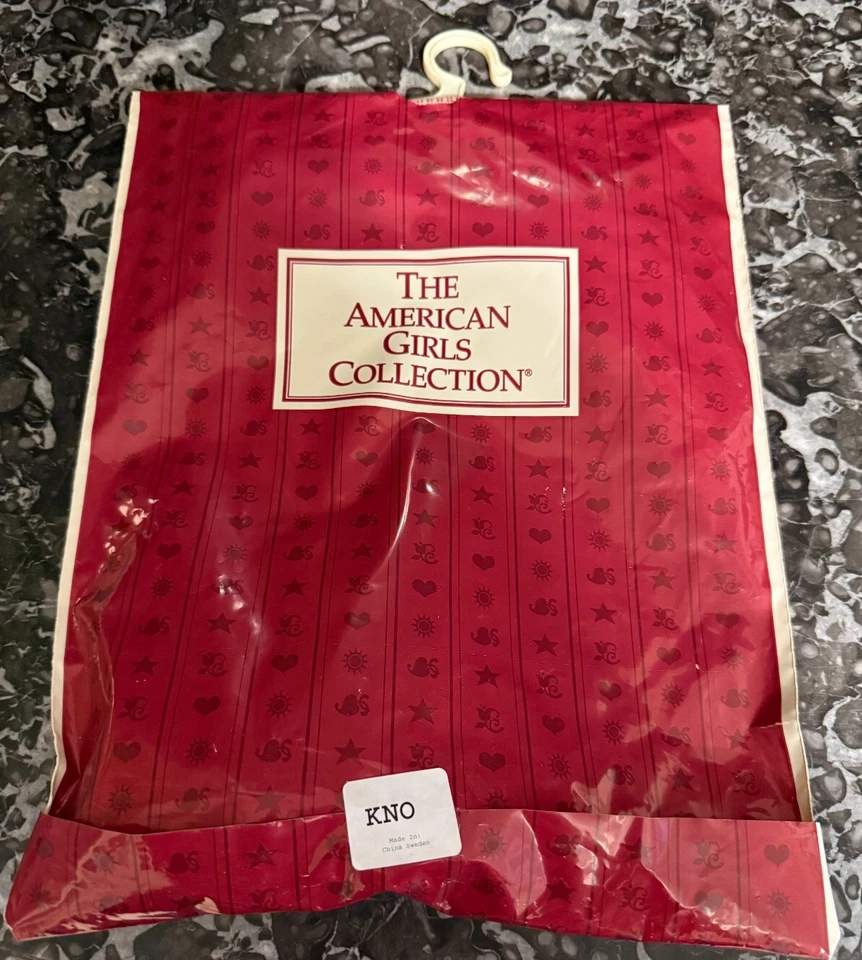 THE
AMERICAN
GIRLS
COLLECTION®
KNO
Made In:
China Sweden